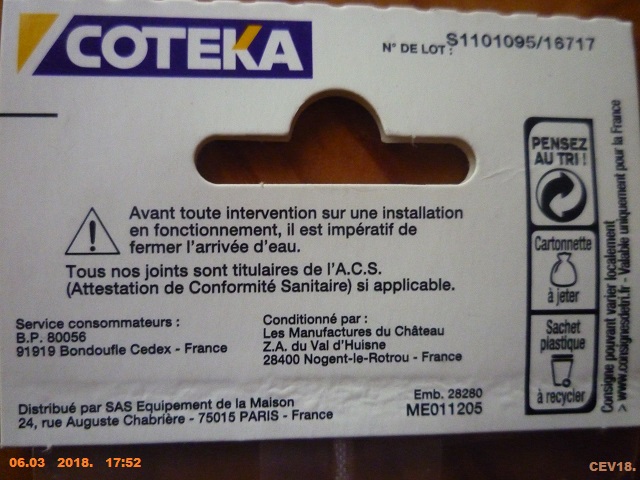 COTEKA
N° DE LOT : S1101095/16717
Avant toute intervention sur une installation
en fonctionnement, il est impératif de
fermer l'arrivée d'eau.
Tous nos joints sont titulaires de l'A.C.S.
(Attestation de Conformité Sanitaire) si applicable.
Service consommateurs :
B.P. 80056
91919 Bondoufle Cedex - France
Conditionné par :
Les Manufactures du Château
Z.A. du Val d'Huisne
28400 Nogent-le-Rotrou - France
Distribué par SAS Equipement de la Maison
24, rue Auguste Chabrière - 75015 PARIS - France
Emb. 28280
ME011205
PENSEZ
AU TRI !
Cartonnette
à jeter
Sachet
plastique
à recycler
Consigne pouvant varier localement
> www.consignesdetri.fr - Valable uniquement pour la France
06.03 2018. 17:52
CEV18.